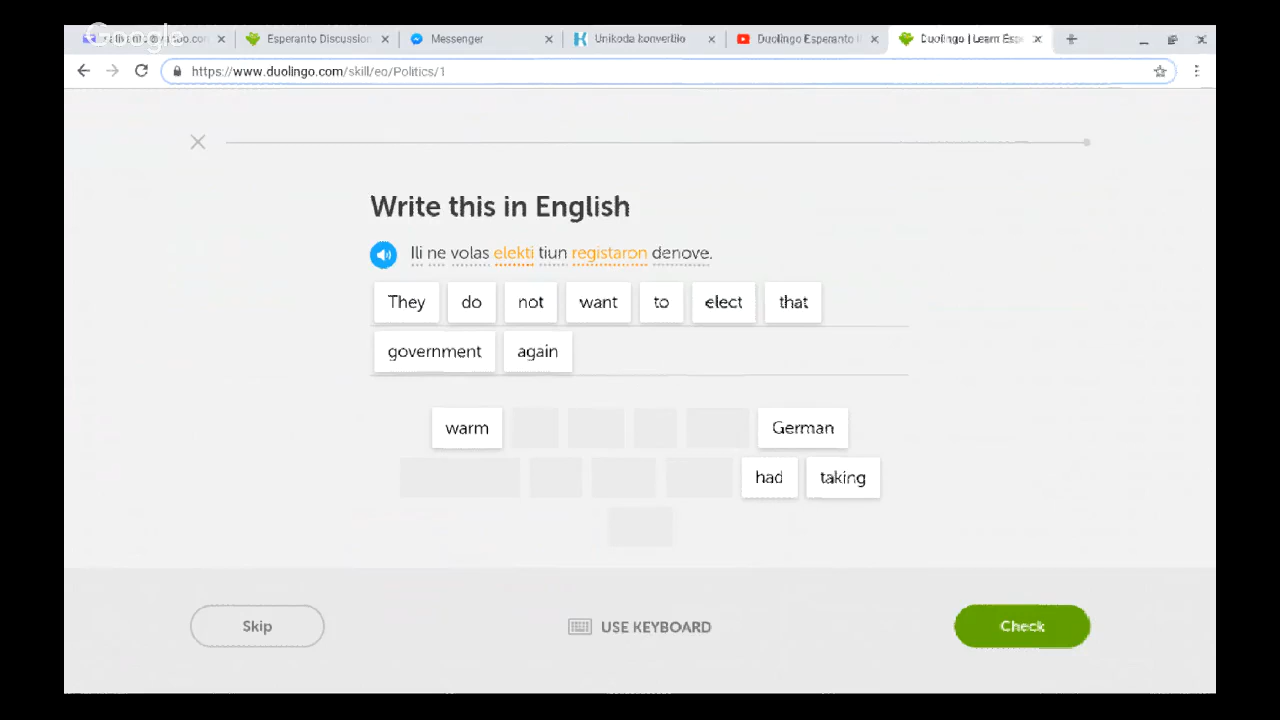 Google
Esperanto Discussion
Messenger
Unikoda konvertilo
Duolingo Esperanto
Duolingo | Learn Espe
https://www.duolingo.com/skill/eo/Politics/1
Write this in English
Ili ne volas elekti tiun registaron denove.
They do not want to elect that
government again
warm German
had taking
Skip USE KEYBOARD Check